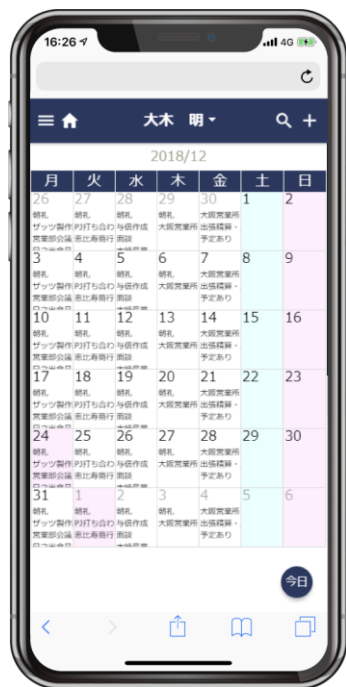 16:26 4G
大木 明
2018/12
月 火 水 木 金 土 日
26 27 28 29 30 1 2
朝礼 朝礼 朝礼 朝礼 大阪営業所
ザッツ製作 PJ打ち合わ 与信作成 大阪営業所 出張精算・
営業部会議 恵比寿商行 面談 予定あり
3 4 5 6 7 8 9
朝礼 朝礼 朝礼 朝礼 大阪営業所
ザッツ製作 PJ打ち合わ 与信作成 大阪営業所 出張精算・
営業部会議 恵比寿商行 面談 予定あり
10 11 12 13 14 15 16
朝礼 朝礼 朝礼 朝礼 大阪営業所
ザッツ製作 PJ打ち合わ 与信作成 大阪営業所 出張精算・
営業部会議 恵比寿商行 面談 予定あり
17 18 19 20 21 22 23
朝礼 朝礼 朝礼 朝礼 大阪営業所
ザッツ製作 PJ打ち合わ 与信作成 大阪営業所 出張精算・
営業部会議 恵比寿商行 面談 予定あり
24 25 26 27 28 29 30
朝礼 朝礼 朝礼 朝礼 大阪営業所
ザッツ製作 PJ打ち合わ 与信作成 大阪営業所 出張精算・
営業部会議 恵比寿商行 面談 予定あり
31 1 2 3 4 5 6
朝礼 朝礼 朝礼 朝礼 大阪営業所
ザッツ製作 PJ打ち合わ 与信作成 大阪営業所 出張精算・
営業部会議 恵比寿商行 面談 予定あり
今日